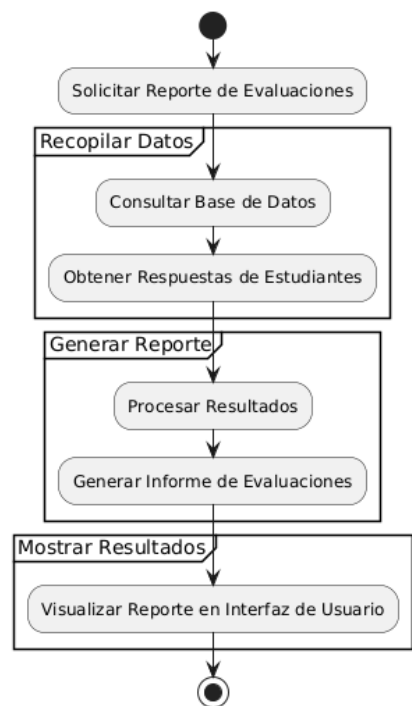 Solicitar Reporte de Evaluaciones
Recopilar Datos
Consultar Base de Datos
Obtener Respuestas de Estudiantes
Generar Reporte
Procesar Resultados
Generar Informe de Evaluaciones
Mostrar Resultados
Visualizar Reporte en Interfaz de Usuario